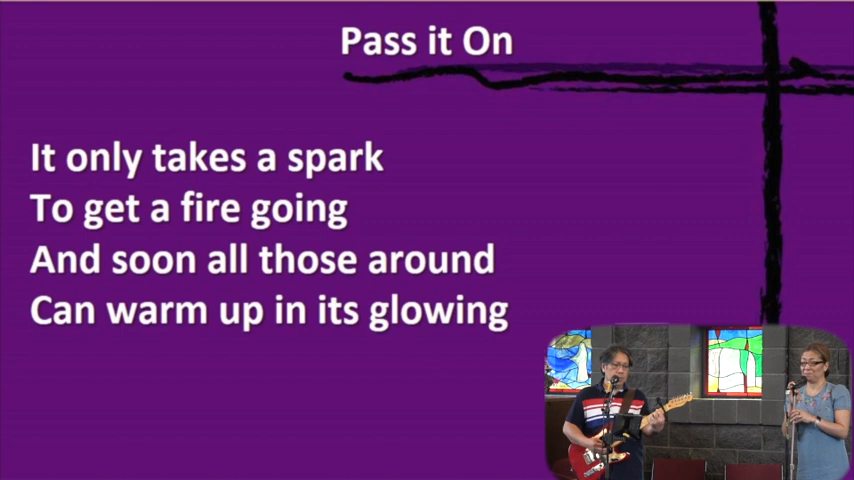 Pass it On
It only takes a spark
To get a fire going
And soon all those around
Can warm up in its glowing